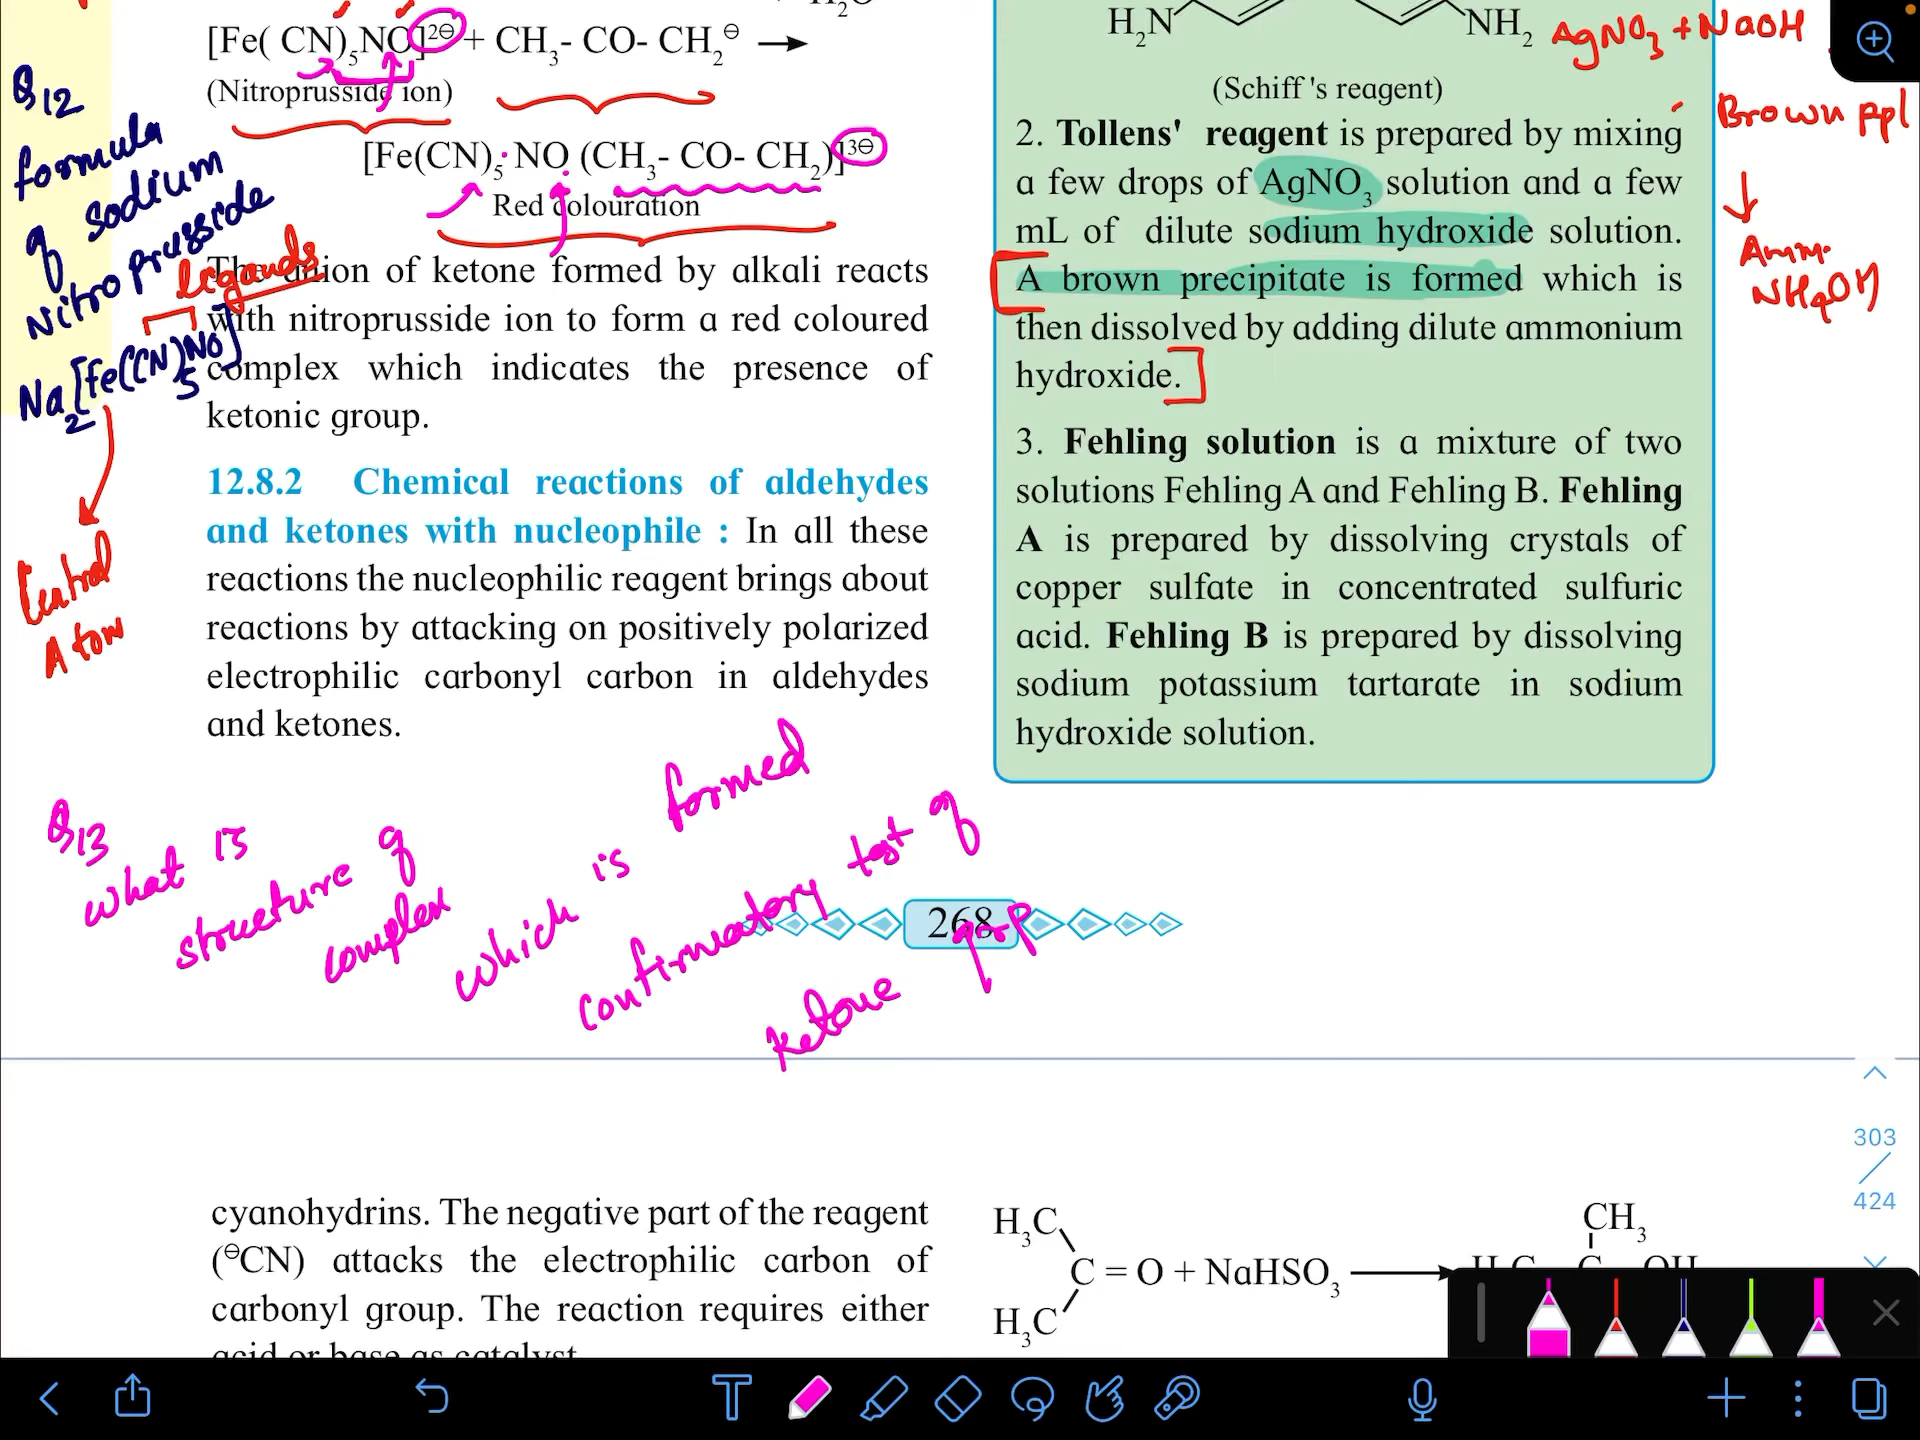 [Fe( CN)5NO]2⊖ + CH3- CO- CH2⊖ ⟶
(Nitroprusside ion)
[Fe(CN)5 NO (CH3- CO- CH2)]3⊖
Red colouration
The anion of ketone formed by alkali reacts
with nitroprusside ion to form a red coloured
complex which indicates the presence of
ketonic group.
12.8.2 Chemical reactions of aldehydes
and ketones with nucleophile : In all these
reactions the nucleophilic reagent brings about
reactions by attacking on positively polarized
electrophilic carbonyl carbon in aldehydes
and ketones.
Q12
formula
of sodium
Nitroprusside
ligands
Na2[Fe(CN)5NO]
Central
Atom
H2N NH2
(Schiff 's reagent)
2. Tollens' reagent is prepared by mixing
a few drops of AgNO3 solution and a few
mL of dilute sodium hydroxide solution.
A brown precipitate is formed which is
then dissolved by adding dilute ammonium
hydroxide.
3. Fehling solution is a mixture of two
solutions Fehling A and Fehling B. Fehling
A is prepared by dissolving crystals of
copper sulfate in concentrated sulfuric
acid. Fehling B is prepared by dissolving
sodium potassium tartarate in sodium
hydroxide solution.
AgNO3 + NaOH
Brown ppt
Amm.
NH4OH
Q13
what is
structure of
complex
which is formed
confirmatory test of
ketone grp
268
303
424
cyanohydrins. The negative part of the reagent
(⊖CN) attacks the electrophilic carbon of
carbonyl group. The reaction requires either
acid or base as catalyst.
H3C
C = O + NaHSO3 ⟶
H3C
CH3